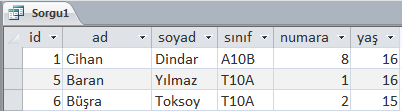 Sorgu1
id ad soyad sınıf numara yaş
1 Cihan Dindar A10B 8 16
5 Baran Yılmaz T10A 1 16
6 Büşra Toksoy T10A 2 15